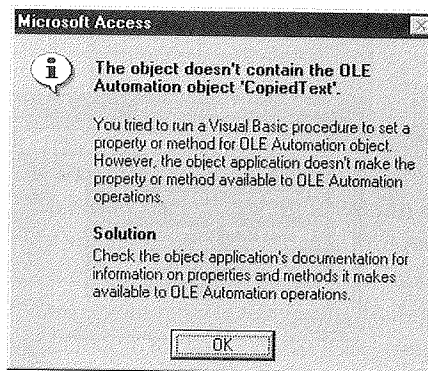 Microsoft Access
The object doesn't contain the OLE
Automation object 'CopiedText'.
You tried to run a Visual Basic procedure to set a
property or method for OLE Automation object.
However, the object application doesn't make the
property or method available to OLE Automation
operations.
Solution
Check the object application's documentation for
information on properties and methods it makes
available to OLE Automation operations.
OK